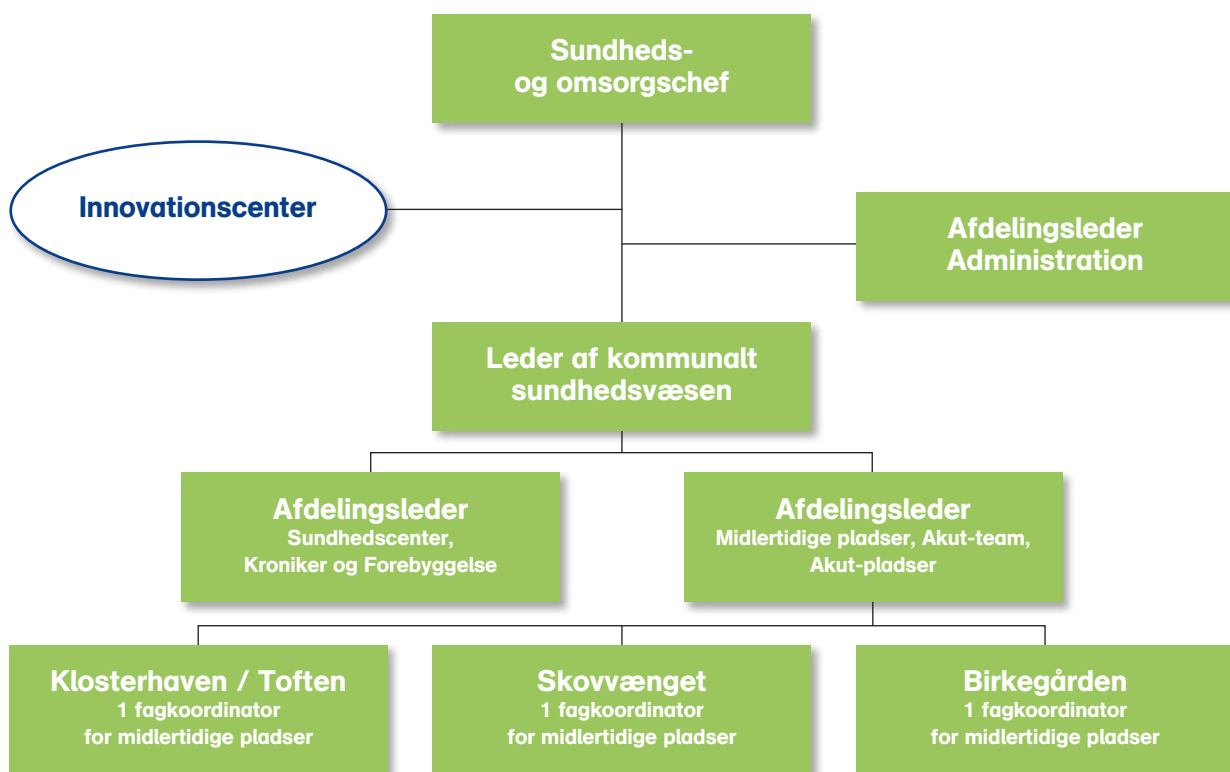 Sundheds-
og omsorgschef
Innovationscenter
Afdelingsleder
Administration
Leder af kommunalt
sundhedsvæsen
Afdelingsleder
Sundhedscenter,
Kroniker og Forebyggelse
Afdelingsleder
Midlertidige pladser, Akut-team,
Akut-pladser
Klosterhaven / Toften
1 fagkoordinator
for midlertidige pladser
Skovvænget
1 fagkoordinator
for midlertidige pladser
Birkegården
1 fagkoordinator
for midlertidige pladser